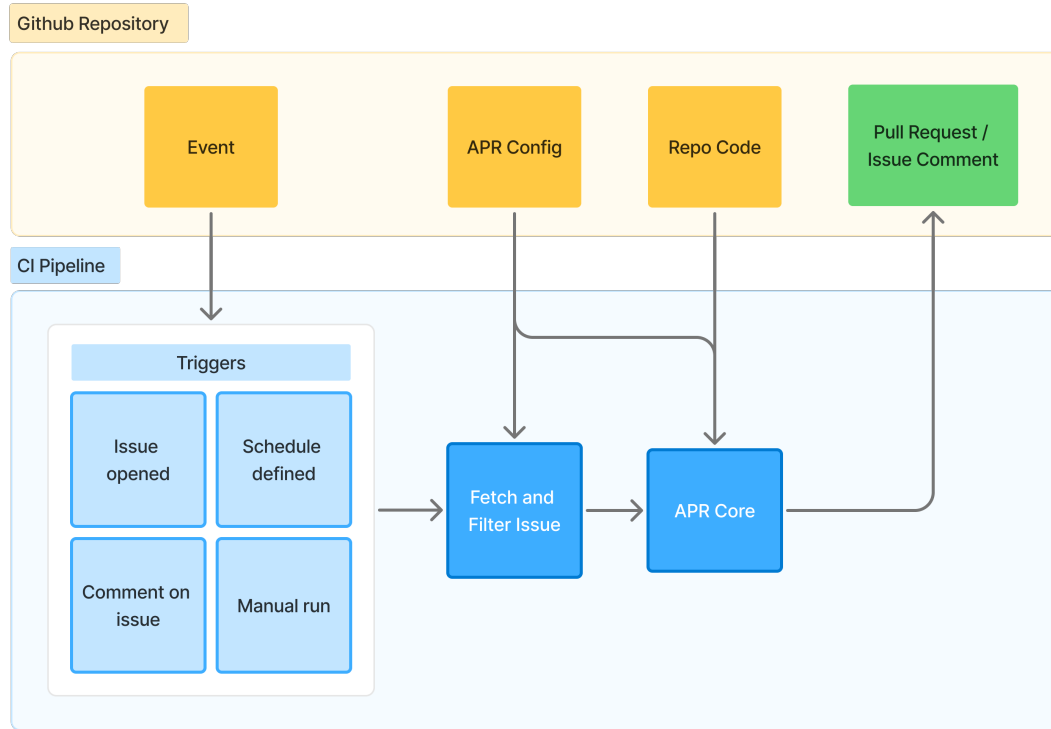 Github Repository
Event
APR Config
Repo Code
Pull Request /
Issue Comment
CI Pipeline
Triggers
Issue
opened
Schedule
defined
Comment on
issue
Manual run
Fetch and
Filter Issue
APR Core